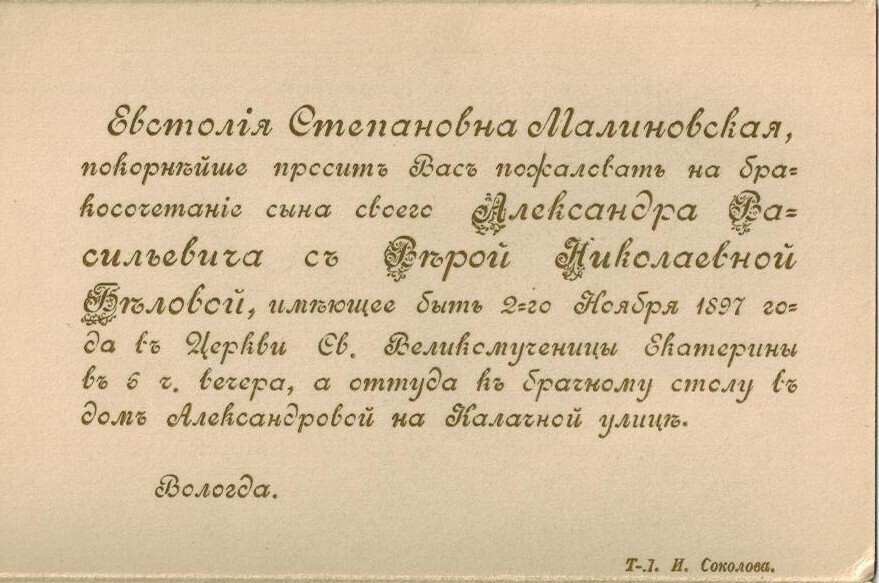 Евстолія Степановна Малиновская,
покорнѣйше проситъ Васъ пожаловать на бра=
косочетаніе сына своего Александра Ва=
сильевича съ Вѣрой Николаевной
Бѣловой, имѣющее быть 2=го Ноября 1897 го=
да въ Церкви Св. Великомученицы Екатерины
въ 6 ч. вечера, а оттуда къ брачному столу въ
домъ Александровой на Калачной улицѣ.
Вологда.
Т-Л. И. Соколова.